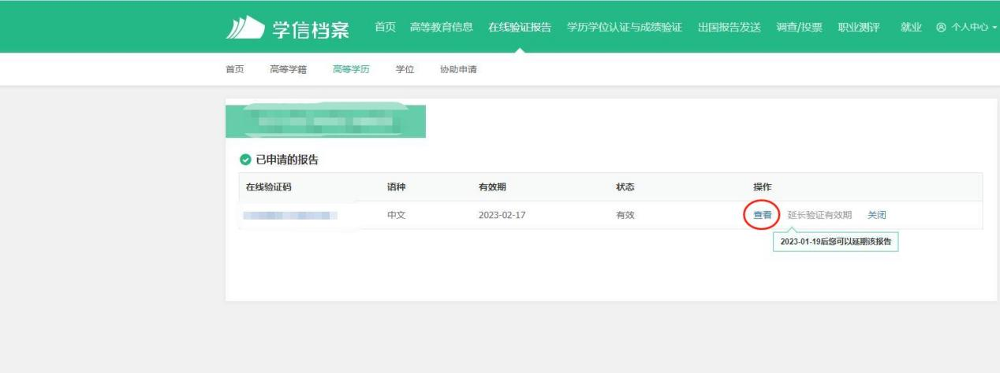 学信档案 首页 高等教育信息 在线验证报告 学历学位认证与成绩验证 出国报告发送 调查/投票 职业测评 就业 个人中心
首页 高等学籍 高等学历 学位 协助申请
已申请的报告
在线验证码 语种 有效期 状态 操作
中文 2023-02-17 有效 查看 延长验证有效期 关闭
2023-01-19后您可以延期该报告